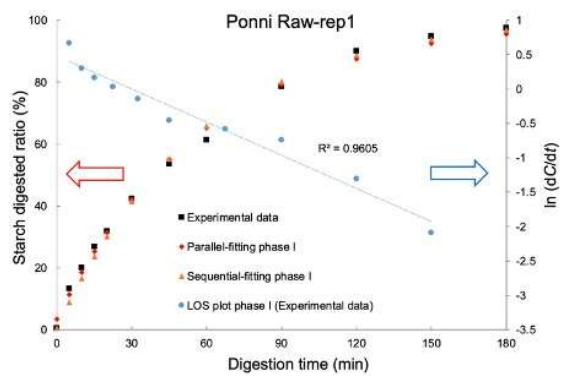 Ponni Raw-rep1
100
80
60
40
20
0
Starch digested ratio (%)
1
0.5
0
-0.5
-1
-1.5
-2
-2.5
-3
-3.5
ln (dC/dt)
R² = 0.9605
Experimental data
Parallel-fitting phase I
Sequential-fitting phase I
LOS plot phase I (Experimental data)
0 30 60 90 120 150 180
Digestion time (min)